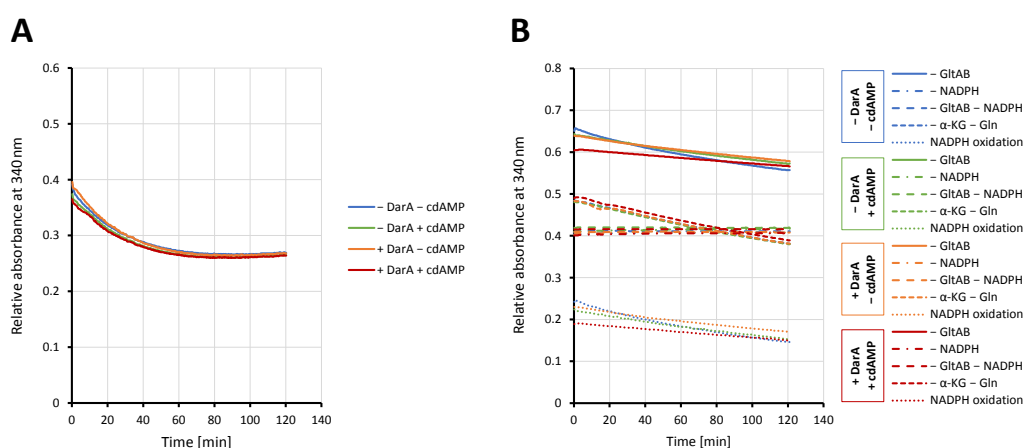 A
Relative absorbance at 340 nm
0.6
0.5
0.4
0.3
0.2
0.1
0
0 20 40 60 80 100 120 140
Time [min]
– DarA – cdAMP
– DarA + cdAMP
+ DarA – cdAMP
+ DarA + cdAMP
B
Relative absorbance at 340 nm
0.8
0.7
0.6
0.5
0.4
0.3
0.2
0.1
0
0 20 40 60 80 100 120 140
Time [min]
– DarA
– cdAMP
– GltAB
– NADPH
– GltAB – NADPH
– α-KG – Gln
NADPH oxidation
– DarA
+ cdAMP
– GltAB
– NADPH
– GltAB – NADPH
– α-KG – Gln
NADPH oxidation
+ DarA
– cdAMP
– GltAB
– NADPH
– GltAB – NADPH
– α-KG – Gln
NADPH oxidation
+ DarA
+ cdAMP
– GltAB
– NADPH
– GltAB – NADPH
– α-KG – Gln
NADPH oxidation